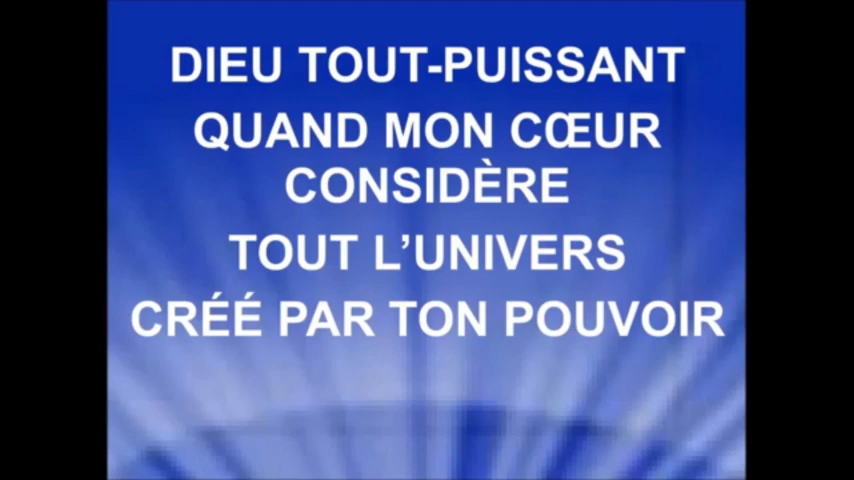 DIEU TOUT-PUISSANT
QUAND MON CŒUR
CONSIDÈRE
TOUT L’UNIVERS
CRÉÉ PAR TON POUVOIR